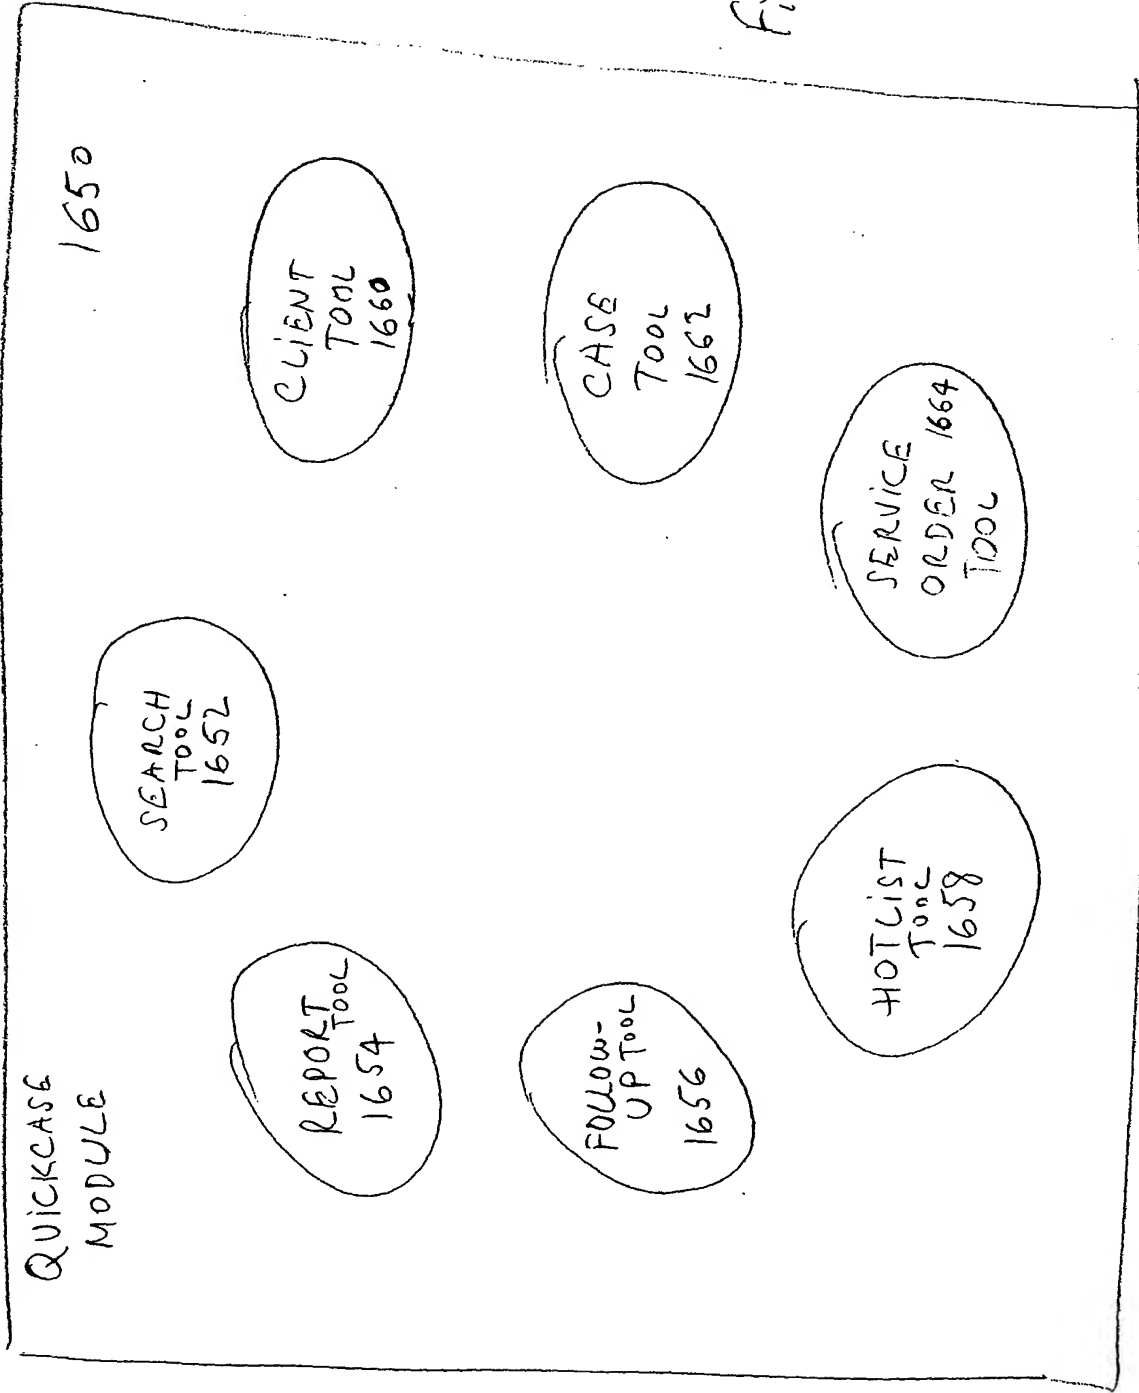 QUICKCASE
MODULE
1650
SEARCH
TOOL
1652
REPORT
TOOL
1654
CLIENT
TOOL
1660
FOLLOW-
UP TOOL
1656
CASE
TOOL
1662
HOTLIST
TOOL
1658
SERVICE
ORDER 1664
TOOL